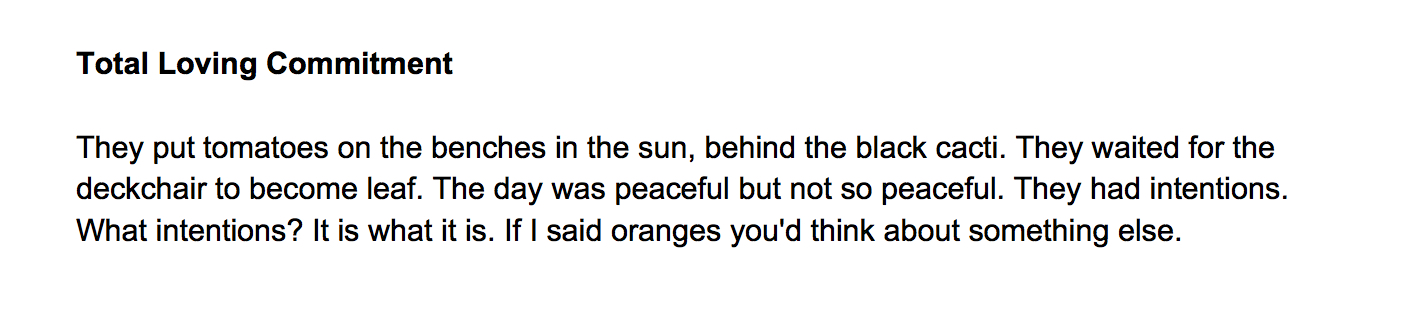 Total Loving Commitment
They put tomatoes on the benches in the sun, behind the black cacti. They waited for the
deckchair to become leaf. The day was peaceful but not so peaceful. They had intentions.
What intentions? It is what it is. If I said oranges you'd think about something else.